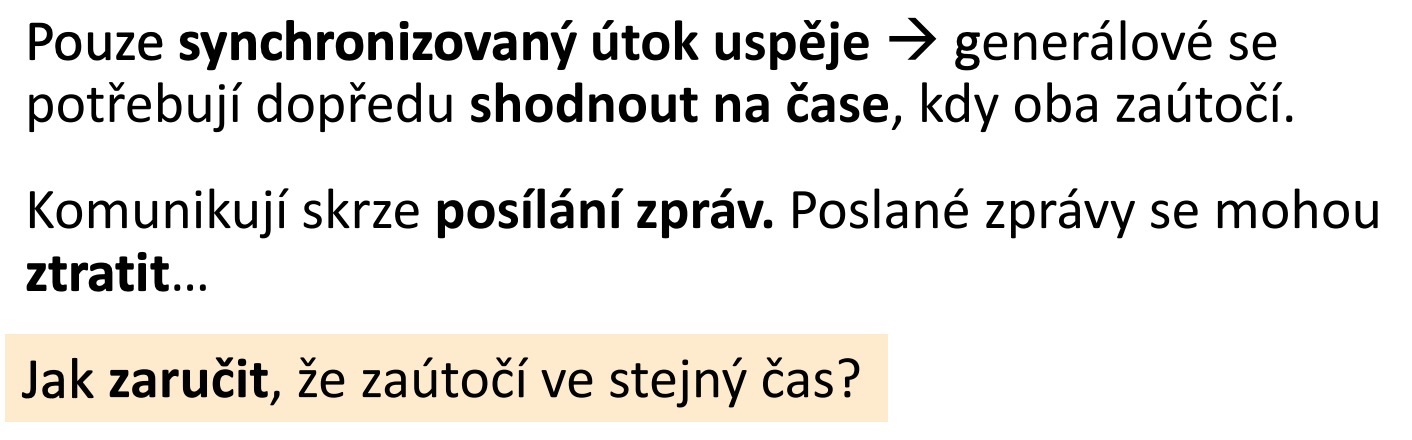 Pouze synchronizovaný útok uspěje → generálové se
potřebují dopředu shodnout na čase, kdy oba zaútočí.
Komunikují skrze posílání zpráv. Poslané zprávy se mohou
ztratit...
Jak zaručit, že zaútočí ve stejný čas?